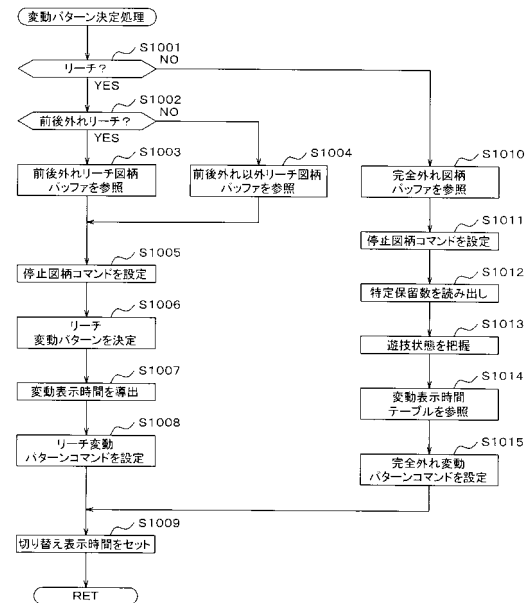 変動パターン決定処理
S1001
リーチ？
NO
YES
S1002
前後外れリーチ？
NO
YES
S1003
前後外れリーチ図柄
バッファを参照
S1004
前後外れ以外リーチ図柄
バッファを参照
S1005
停止図柄コマンドを設定
S1006
リーチ
変動パターンを決定
S1007
変動表示時間を導出
S1008
リーチ変動
パターンコマンドを設定
S1010
完全外れ図柄
バッファを参照
S1011
停止図柄コマンドを設定
S1012
特定保留数を読み出し
S1013
遊技状態を把握
S1014
変動表示時間
テーブルを参照
S1015
完全外れ変動
パターンコマンドを設定
S1009
切り替え表示時間をセット
RET